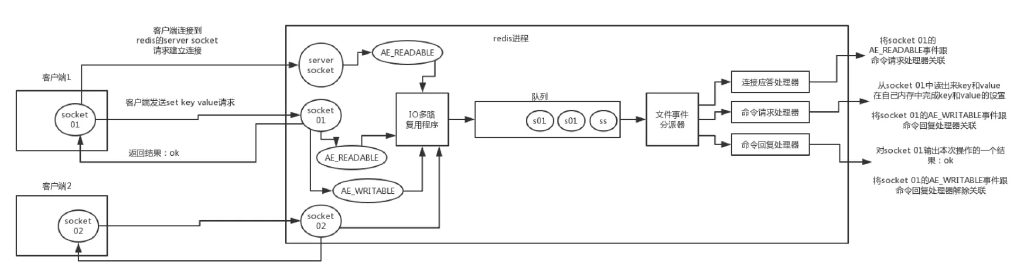 客户端连接到
redis的server socket
请求建立连接
redis进程
server
socket
AE_READABLE
将socket 01的
AE_READABLE事件跟
命令请求处理器关联
客户端1
socket
01
客户端发送set key value请求
返回结果：ok
socket
01
AE_READABLE
AE_WRITABLE
IO多路
复用程序
队列
s01
s01
ss
文件事件
分派器
连接应答处理器
命令请求处理器
命令回复处理器
从socket 01中读出来key和value
在自己内存中完成key和value的设置
将socket 01的AE_WRITABLE事件跟
命令回复处理器关联
对socket 01输出本次操作的一个结
果：ok
将socket 01的AE_WRITABLE事件跟
命令回复处理器解除关联
客户端2
socket
02
socket
02